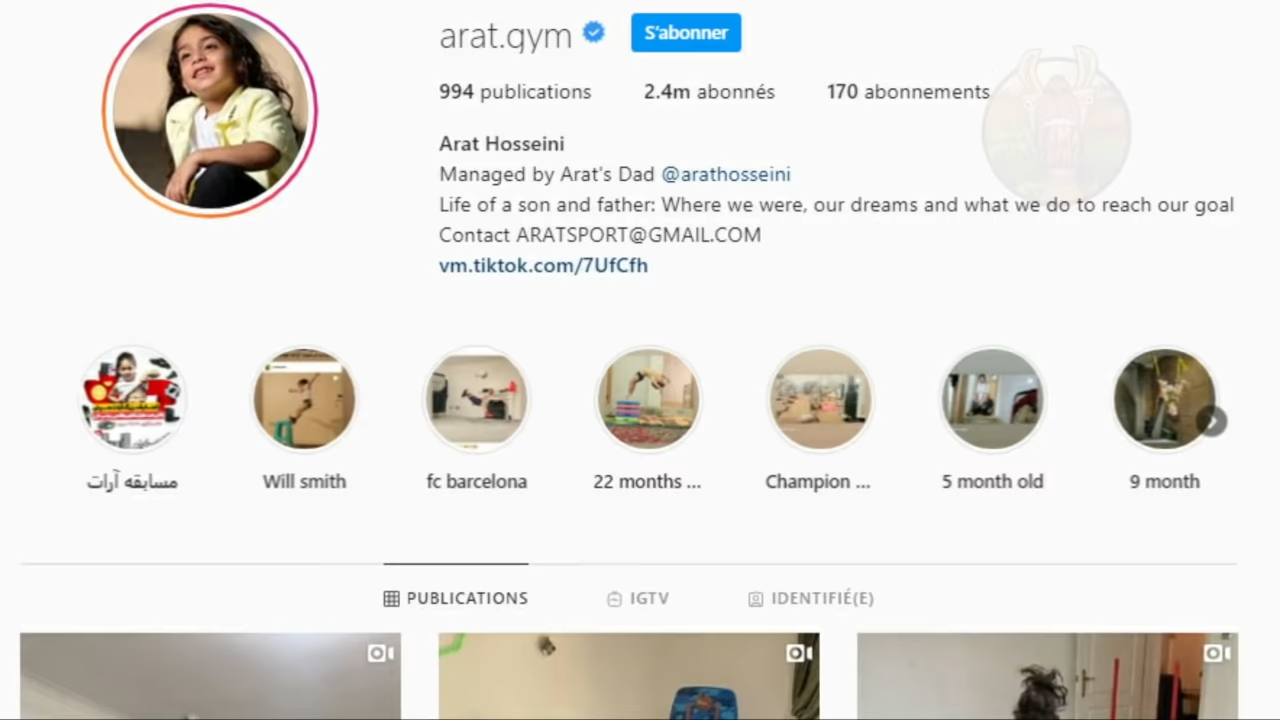 arat.gym S'abonner
994 publications 2.4m abonnés 170 abonnements
Arat Hosseini
Managed by Arat's Dad @arathosseini
Life of a son and father: Where we were, our dreams and what we do to reach our goal
Contact ARATSPORT@GMAIL.COM
vm.tiktok.com/7UfCfh
مسابقه آرات Will smith fc barcelona 22 months ... Champion ... 5 month old 9 month
PUBLICATIONS IGTV IDENTIFIÉ(E)